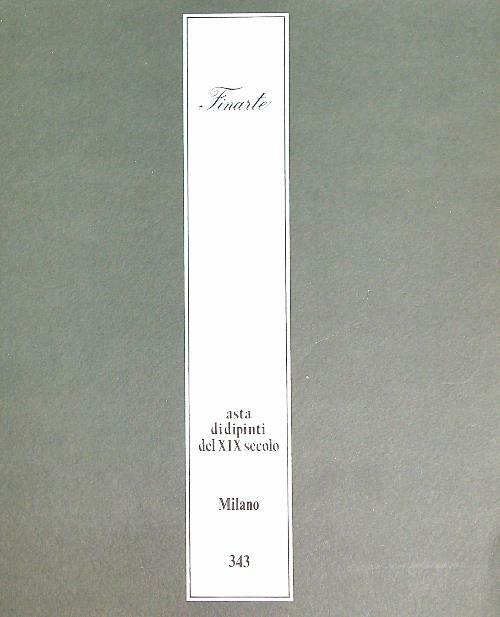 Finarte
asta
di dipinti
del XIX secolo
Milano
343